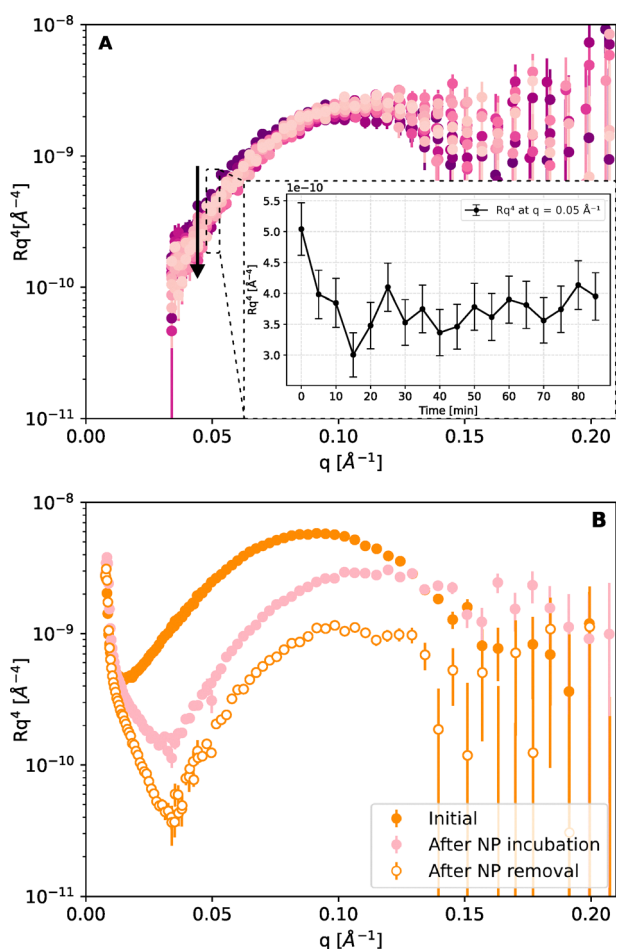 A
10⁻⁸
10⁻⁹
10⁻¹⁰
10⁻¹¹
Rq⁴[Å⁻⁴]
1e−10
5.5
5.0
4.5
4.0
3.5
3.0
Rq⁴ [Å⁻⁴]
Rq⁴ at q = 0.05 Å⁻¹
0 10 20 30 40 50 60 70 80
Time [min]
0.00 0.05 0.10 0.15 0.20
q [Å⁻¹]
B
10⁻⁸
10⁻⁹
10⁻¹⁰
10⁻¹¹
Rq⁴ [Å⁻⁴]
Initial
After NP incubation
After NP removal
0.00 0.05 0.10 0.15 0.20
q [Å⁻¹]